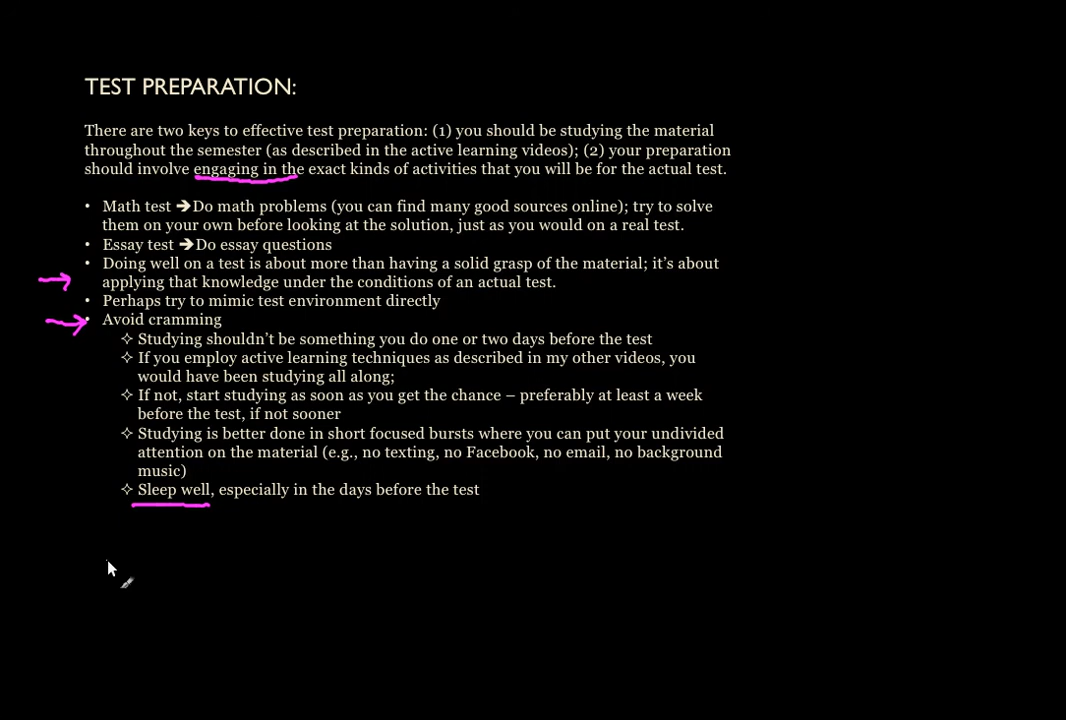 TEST PREPARATION:
There are two keys to effective test preparation: (1) you should be studying the material
throughout the semester (as described in the active learning videos); (2) your preparation
should involve engaging in the exact kinds of activities that you will be for the actual test.
• Math test 🡺Do math problems (you can find many good sources online); try to solve
them on your own before looking at the solution, just as you would on a real test.
• Essay test 🡺Do essay questions
• Doing well on a test is about more than having a solid grasp of the material; it's about
applying that knowledge under the conditions of an actual test.
• Perhaps try to mimic test environment directly
• Avoid cramming
✧ Studying shouldn't be something you do one or two days before the test
✧ If you employ active learning techniques as described in my other videos, you
would have been studying all along;
✧ If not, start studying as soon as you get the chance – preferably at least a week
before the test, if not sooner
✧ Studying is better done in short focused bursts where you can put your undivided
attention on the material (e.g., no texting, no Facebook, no email, no background
music)
✧ Sleep well, especially in the days before the test